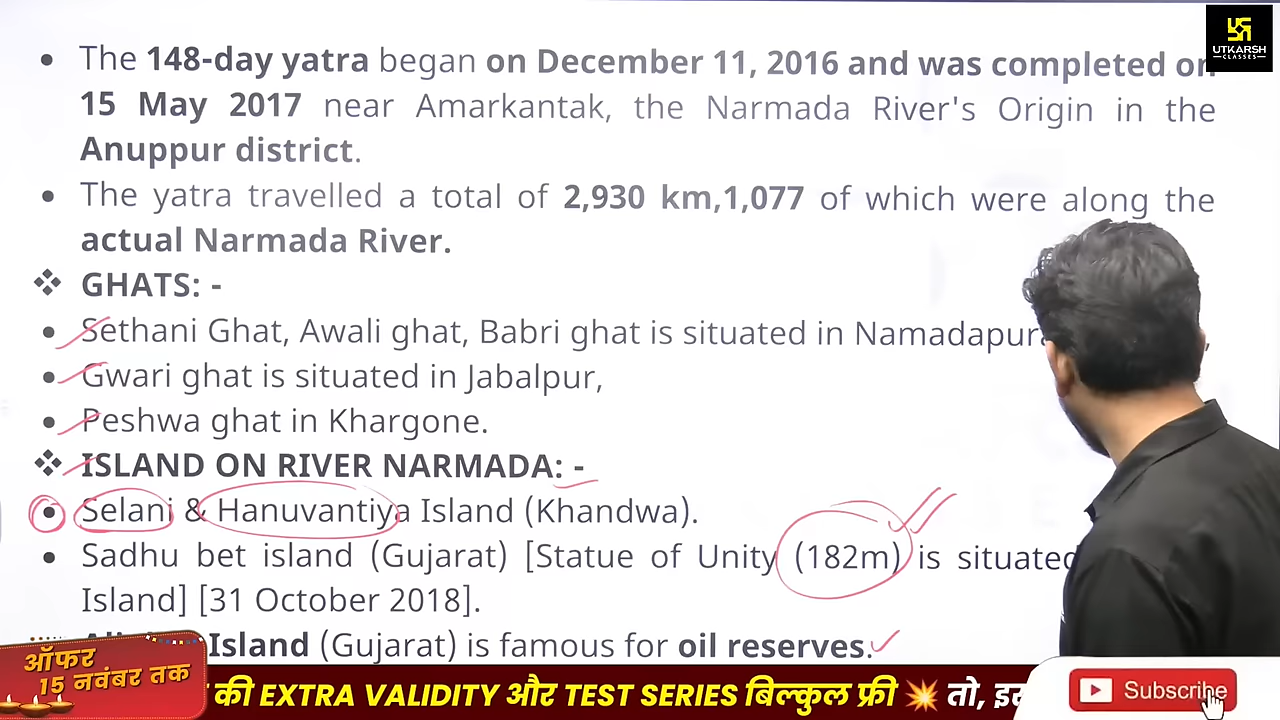 UTKARSH
CLASSES
• The 148-day yatra began on December 11, 2016 and was completed on
15 May 2017 near Amarkantak, the Narmada River's Origin in the
Anuppur district.
• The yatra travelled a total of 2,930 km,1,077 of which were along the
actual Narmada River.
❖ GHATS: -
• Sethani Ghat, Awali ghat, Babri ghat is situated in
• Gwari ghat is situated in Jabalpur,
• Peshwa ghat in Khargone.
❖ ISLAND ON RIVER NARMADA: -
• Selani & Hanuvantiya Island (Khandwa).
• Sadhu bet island (Gujarat) [Statue of Unity (182m) is situated
Island] [31 October 2018].
Island (Gujarat) is famous for oil reserves.
ऑफर
15 नवंबर तक
की EXTRA VALIDITY और TEST SERIES बिल्कुल फ्री 💥 तो,
Subscribe